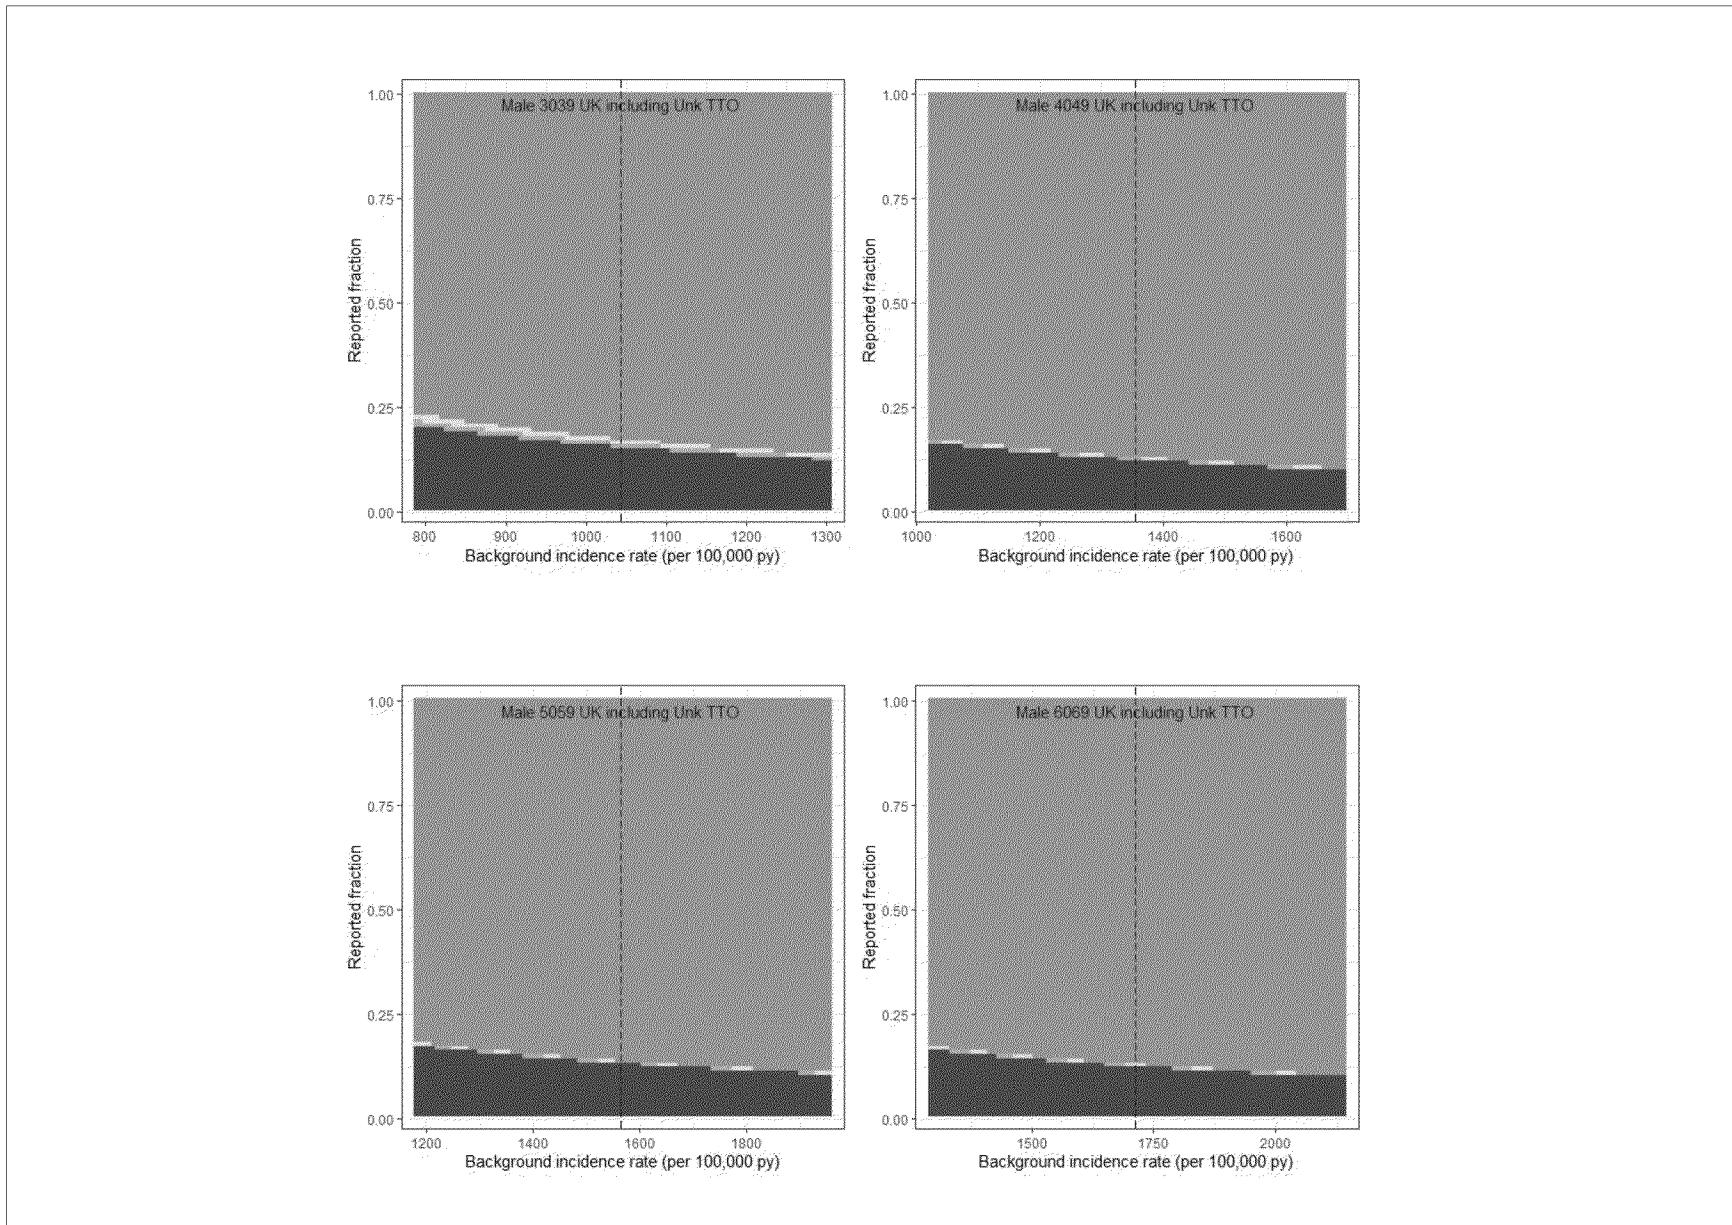 Male 3039 UK including Unk TTO
1.00
0.75
0.50
0.25
0.00
Reported fraction
800 900 1000 1100 1200 1300
Background incidence rate (per 100,000 py)
Male 4049 UK including Unk TTO
1.00
0.75
0.50
0.25
0.00
Reported fraction
1000 1200 1400 1600
Background incidence rate (per 100,000 py)
Male 5059 UK including Unk TTO
1.00
0.75
0.50
0.25
0.00
Reported fraction
1200 1400 1600 1800
Background incidence rate (per 100,000 py)
Male 6069 UK including Unk TTO
1.00
0.75
0.50
0.25
0.00
Reported fraction
1500 1750 2000
Background incidence rate (per 100,000 py)